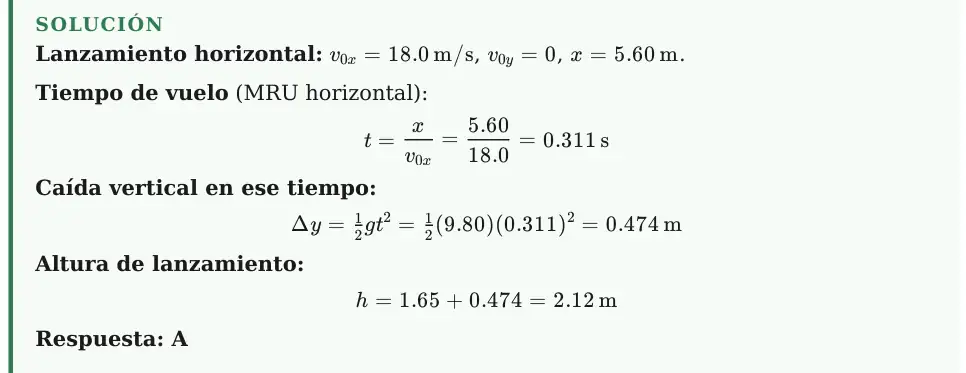 SOLUCIÓN
Lanzamiento horizontal: v₀ₓ = 18.0 m/s, v₀y = 0, x = 5.60 m.
Tiempo de vuelo (MRU horizontal):
t = x/v₀ₓ = 5.60/18.0 = 0.311 s
Caída vertical en ese tiempo:
Δy = ½gt² = ½(9.80)(0.311)² = 0.474 m
Altura de lanzamiento:
h = 1.65 + 0.474 = 2.12 m
Respuesta: A